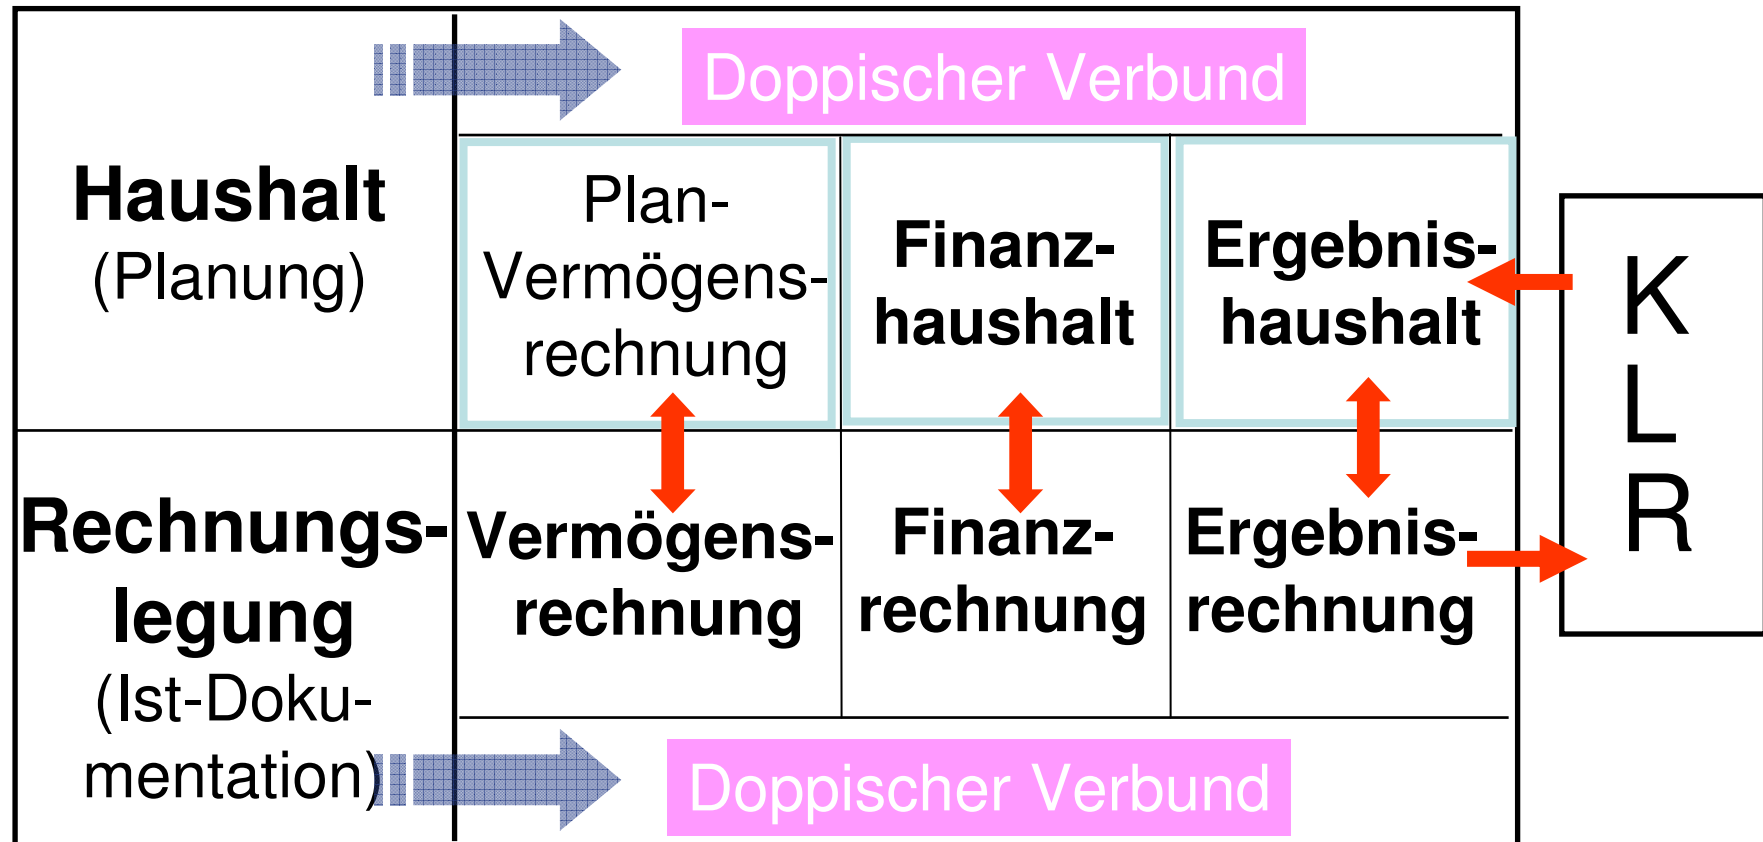 Doppischer Verbund
Haushalt
(Planung)
Plan-
Vermögens-
rechnung
Finanz-
haushalt
Ergebnis-
haushalt
K
L
R
Rechnungs-
legung
(Ist-Doku-
mentation)
Vermögens-
rechnung
Finanz-
rechnung
Ergebnis-
rechnung
Doppischer Verbund